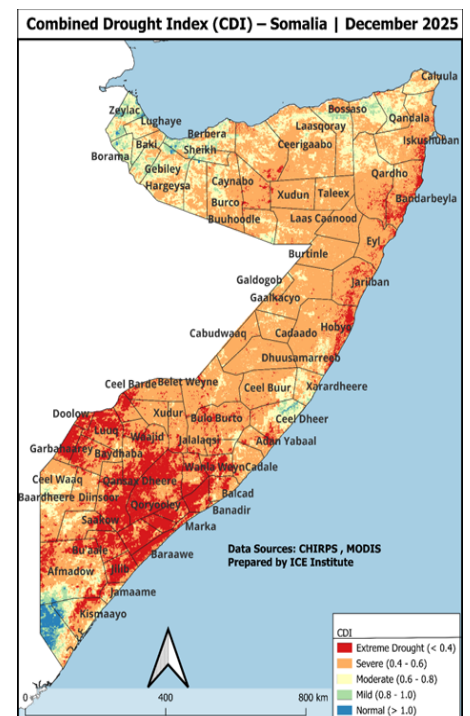 Combined Drought Index (CDI) – Somalia | December 2025
Caluula
Zeylac
Lughaye
Bossaso
Qandala
Berbera
Laasqoray
Baki
Sheikh
Ceerigaabo
Iskushuban
Borama
Gebiley
Qardho
Hargeysa
Caynabo
Xudun
Taleex
Bandarbeyla
Burco
Buuhoodle
Laas Caanood
Eyl
Burtinle
Galdogob
Jariiban
Gaalkacyo
Cabudwaaq
Cadaado
Hobyo
Dhuusamarreeb
Ceel Barde
Belet Weyne
Ceel Buur
Xarardheere
Doolow
Xudur
Bulo Burto
Ceel Dheer
Luuq
Waajid
Jalalaqsi
Adan Yabaal
Garbahaarey
Baydhaba
Wanla Weyn
Cadale
Ceel Waaq
Qansax Dheere
Baardheere
Diinsoor
Balcad
Qoryooley
Banadir
Saakow
Marka
Bu'aale
Baraawe
Data Sources: CHIRPS , MODIS
Prepared by ICE Institute
Afmadow
Jilib
Jamaame
Kismaayo
CDI
Extreme Drought (< 0.4)
Severe (0.4 - 0.6)
Moderate (0.6 - 0.8)
Mild (0.8 - 1.0)
Normal (> 1.0)
0
400
800 km